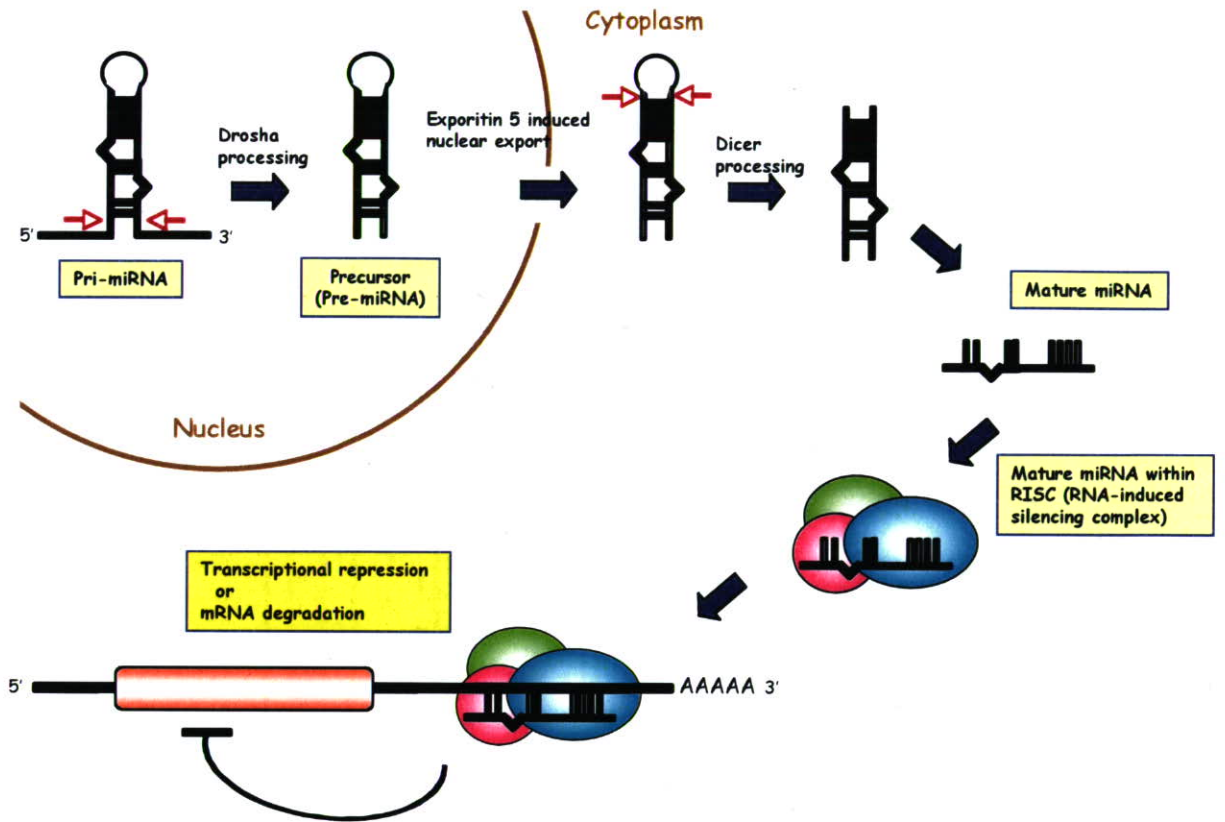 Cytoplasm
Drosha
processing
Exporitin 5 induced
nuclear export
Dicer
processing
5'
3'
Pri-miRNA
Precursor
(Pre-miRNA)
Mature miRNA
Nucleus
Mature miRNA within
RISC (RNA-induced
silencing complex)
Transcriptional repression
or
mRNA degradation
5'
AAAAA 3'